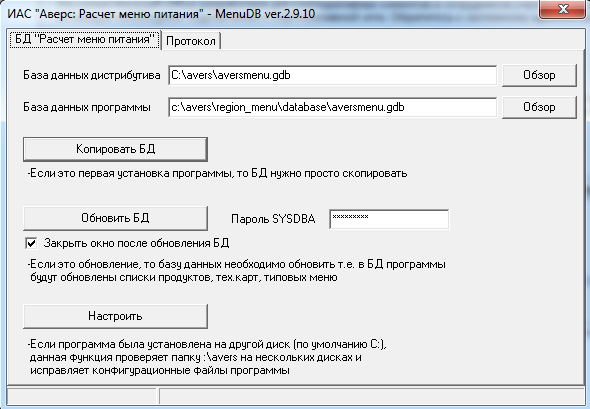 ИАС "Аверс: Расчет меню питания" - MenuDB ver.2.9.10
БД "Расчет меню питания" Протокол
База данных дистрибутива C:\avers\aversmenu.gdb Обзор
База данных программы c:\avers\region_menu\database\aversmenu.gdb Обзор
Копировать БД
-Если это первая установка программы, то БД нужно просто скопировать
Обновить БД Пароль SYSDBA *********
Закрыть окно после обновления БД
-Если это обновление, то базу данных необходимо обновить т.е. в БД программы
будут обновлены списки продуктов, тех.карт, типовых меню
Настроить
-Если программа была установлена на другой диск (по умолчанию C:),
данная функция проверяет папку :\avers на нескольких дисках и
исправляет конфигурационные файлы программы